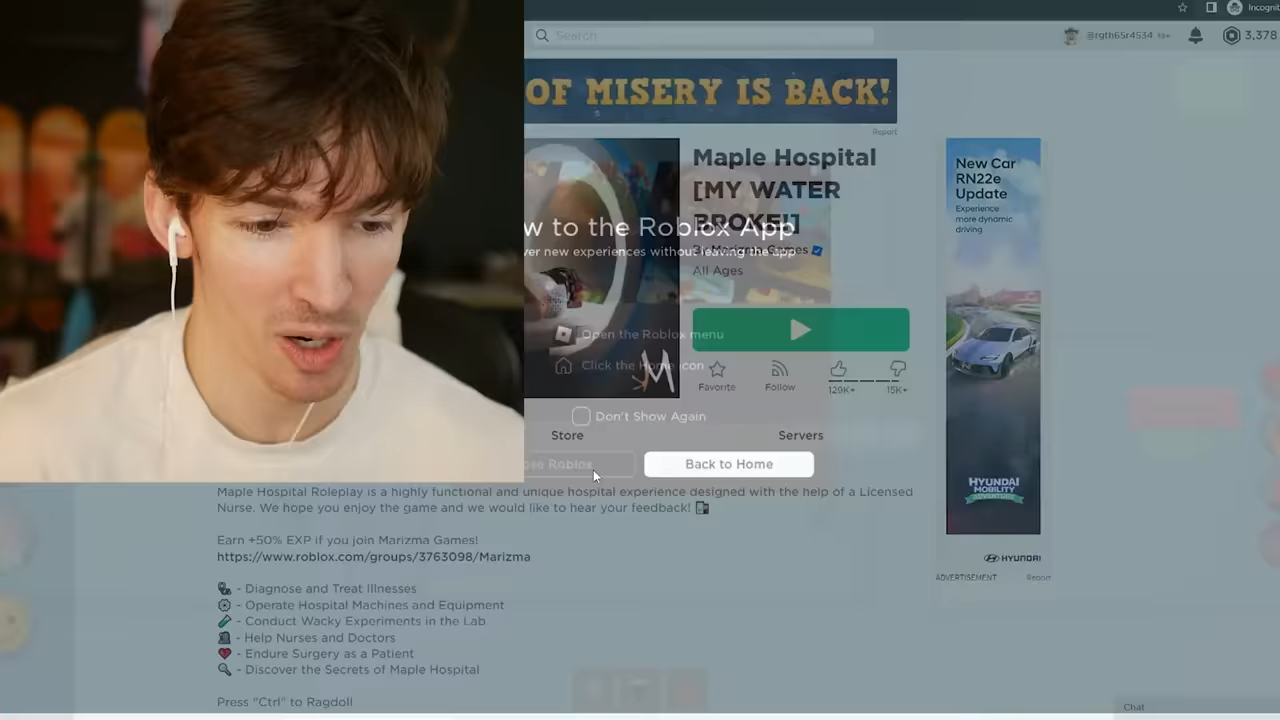 Incognit
Search
@rgth65r4534
13+
3,378
OF MISERY IS BACK!
Report
Maple Hospital
[MY WATER
BROKE!]
By Marizma Games
All Ages
w to the Roblox App
ver new experiences without leaving the app
Open the Roblox menu
Click the Home icon
Favorite
Follow
129K+
15K+
Don't Show Again
Store
Servers
Roblox
Back to Home
New Car
RN22e
Update
Experience
more dynamic
driving
HYUNDAI
MOBILITY
ADVENTURE
HYUNDAI
ADVERTISEMENT
Report
Maple Hospital Roleplay is a highly functional and unique hospital experience designed with the help of a Licensed
Nurse. We hope you enjoy the game and we would like to hear your feedback!
Earn +50% EXP if you join Marizma Games!
https://www.roblox.com/groups/3763098/Marizma
- Diagnose and Treat Illnesses
- Operate Hospital Machines and Equipment
- Conduct Wacky Experiments in the Lab
- Help Nurses and Doctors
- Endure Surgery as a Patient
- Discover the Secrets of Maple Hospital
Press "Ctrl" to Ragdoll
Chat